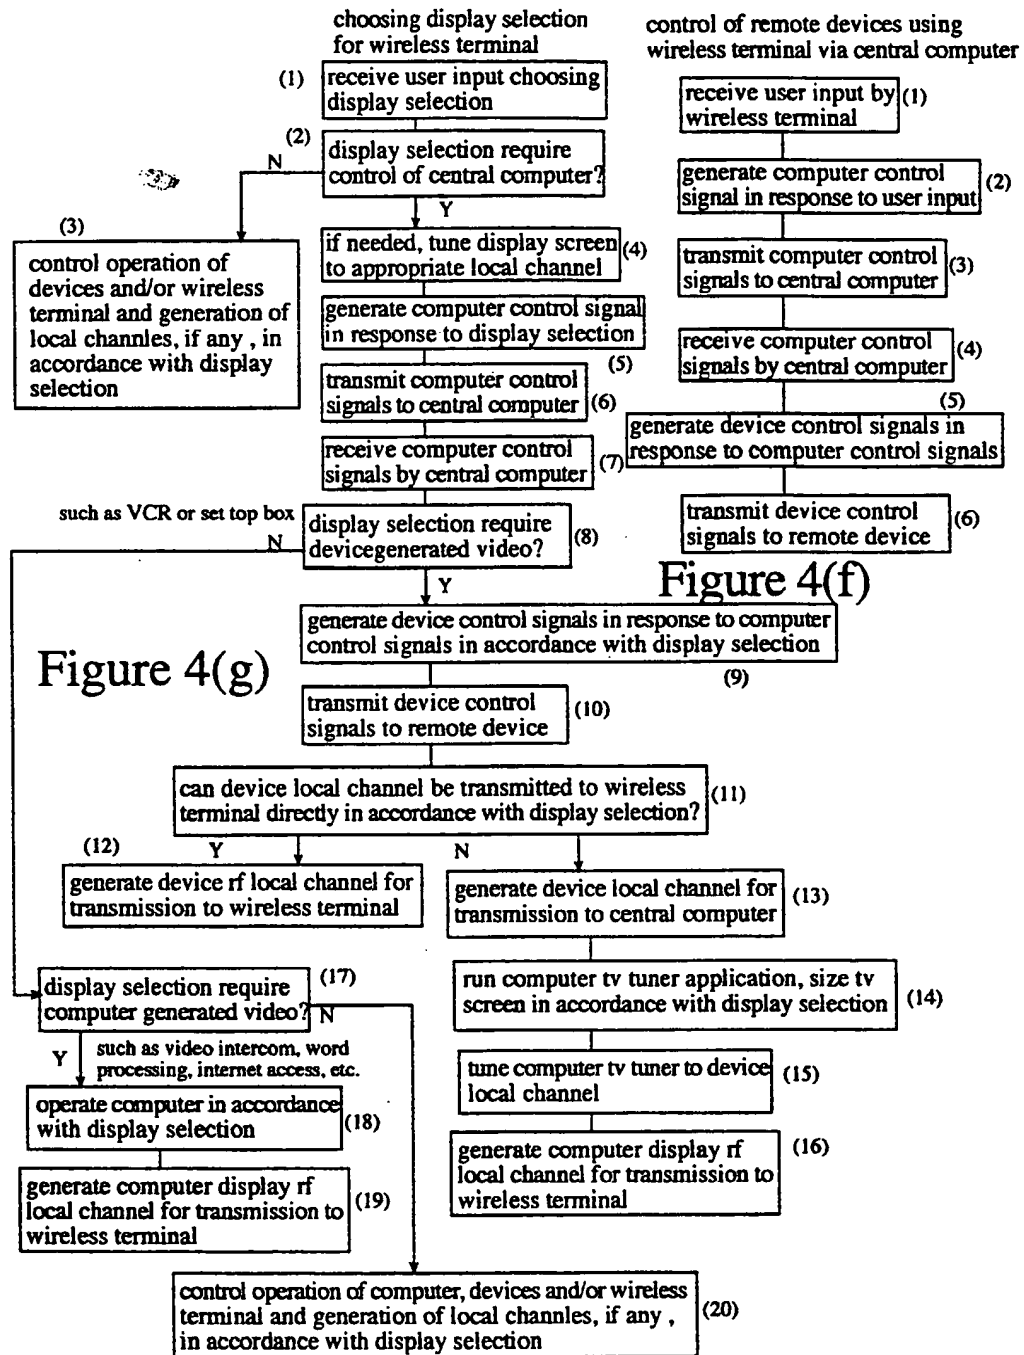 choosing display selection
for wireless terminal
(1)
receive user input choosing
display selection
(2)
display selection require
control of central computer?
N
Y
(3)
control operation of
devices and/or wireless
terminal and generation of
local channles, if any , in
accordance with display
selection
if needed, tune display screen
to appropriate local channel
(4)
generate computer control signal
in response to display selection
(5)
transmit computer control
signals to central computer
(6)
receive computer control
signals by central computer
(7)
such as VCR or set top box
N
display selection require
devicegenerated video?
(8)
Y
generate device control signals in response to computer
control signals in accordance with display selection
(9)
Figure 4(g)
transmit device control
signals to remote device
(10)
can device local channel be transmitted to wireless
terminal directly in accordance with display selection?
(11)
(12)
Y
N
generate device rf local channel for
transmission to wireless terminal
generate device local channel for
transmission to central computer
(13)
run computer tv tuner application, size tv
screen in accordance with display selection
(14)
tune computer tv tuner to device
local channel
(15)
generate computer display rf
local channel for transmission to
wireless terminal
(16)
display selection require
computer generated video?
(17)
N
Y
such as video intercom, word
processing, internet access, etc.
operate computer in accordance
with display selection
(18)
generate computer display rf
local channel for transmission to
wireless terminal
(19)
control operation of computer, devices and/or wireless
terminal and generation of local channles, if any ,
in accordance with display selection
(20)
control of remote devices using
wireless terminal via central computer
receive user input by
wireless terminal
(1)
generate computer control
signal in response to user input
(2)
transmit computer control
signals to central computer
(3)
receive computer control
signals by central computer
(4)
(5)
generate device control signals in
response to computer control signals
transmit device control
signals to remote device
(6)
Figure 4(f)